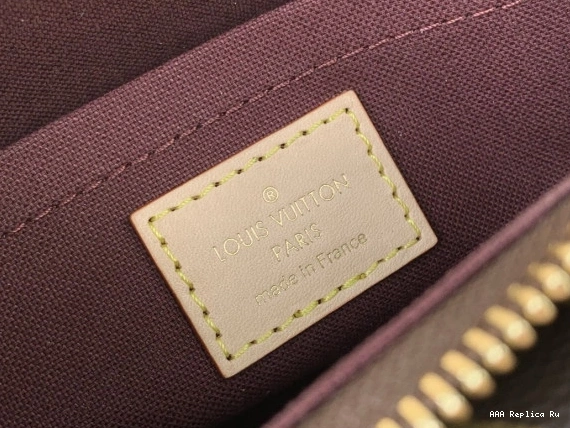 ®
LOUIS VUITTON
PARIS
made in France
AAA Replica Ru